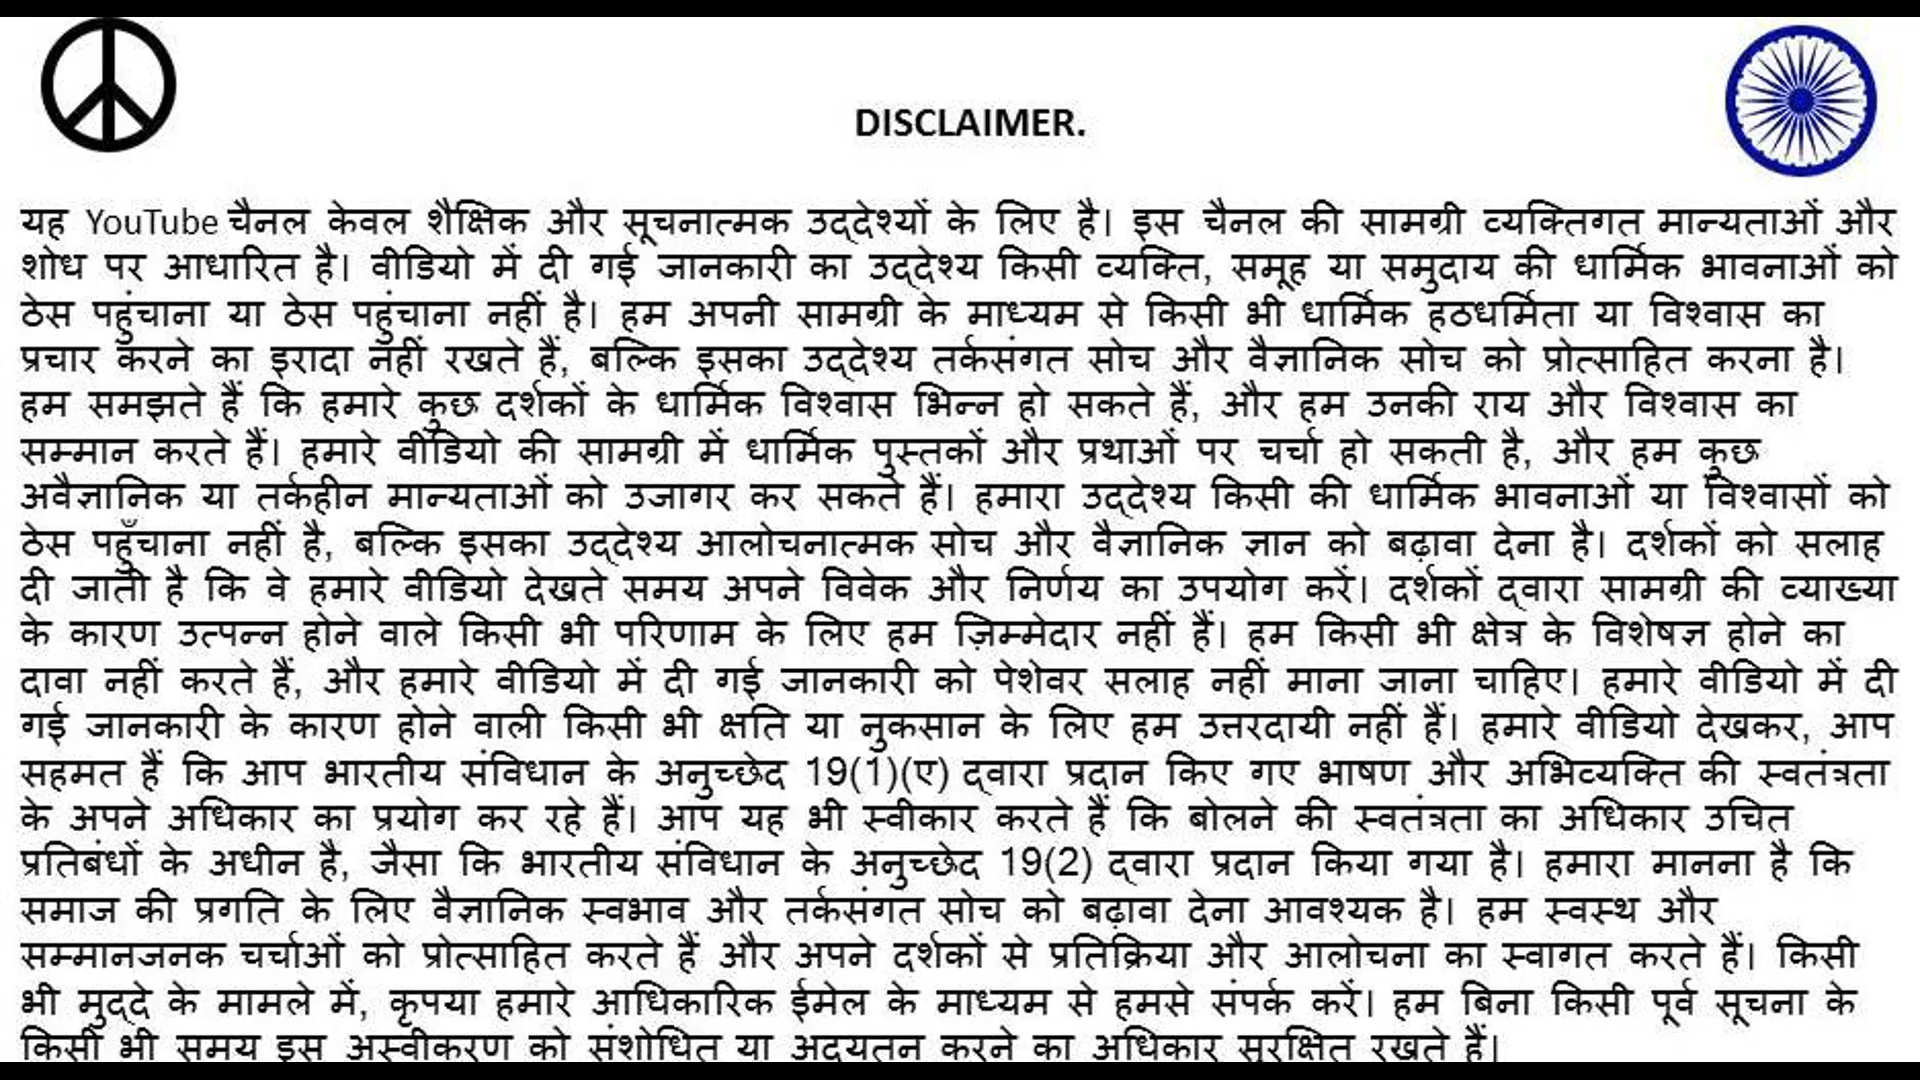 DISCLAIMER.
यह YouTube चैनल केवल शैक्षिक और सूचनात्मक उद्देश्यों के लिए है। इस चैनल की सामग्री व्यक्तिगत मान्यताओं और
शोध पर आधारित है। वीडियो में दी गई जानकारी का उद्देश्य किसी व्यक्ति, समूह या समुदाय की धार्मिक भावनाओं को
ठेस पहुंचाना या ठेस पहुंचाना नहीं है। हम अपनी सामग्री के माध्यम से किसी भी धार्मिक हठधर्मिता या विश्वास का
प्रचार करने का इरादा नहीं रखते हैं, बल्कि इसका उद्देश्य तर्कसंगत सोच और वैज्ञानिक सोच को प्रोत्साहित करना है।
हम समझते हैं कि हमारे कुछ दर्शकों के धार्मिक विश्वास भिन्न हो सकते हैं, और हम उनकी राय और विश्वास का
सम्मान करते हैं। हमारे वीडियो की सामग्री में धार्मिक पुस्तकों और प्रथाओं पर चर्चा हो सकती है, और हम कुछ
अवैज्ञानिक या तर्कहीन मान्यताओं को उजागर कर सकते हैं। हमारा उद्देश्य किसी की धार्मिक भावनाओं या विश्वासों को
ठेस पहुँचाना नहीं है, बल्कि इसका उद्देश्य आलोचनात्मक सोच और वैज्ञानिक ज्ञान को बढ़ावा देना है। दर्शकों को सलाह
दी जाती है कि वे हमारे वीडियो देखते समय अपने विवेक और निर्णय का उपयोग करें। दर्शकों द्वारा सामग्री की व्याख्या
के कारण उत्पन्न होने वाले किसी भी परिणाम के लिए हम ज़िम्मेदार नहीं हैं। हम किसी भी क्षेत्र के विशेषज्ञ होने का
दावा नहीं करते हैं, और हमारे वीडियो में दी गई जानकारी को पेशेवर सलाह नहीं माना जाना चाहिए। हमारे वीडियो में दी
गई जानकारी के कारण होने वाली किसी भी क्षति या नुकसान के लिए हम उत्तरदायी नहीं हैं। हमारे वीडियो देखकर, आप
सहमत हैं कि आप भारतीय संविधान के अनुच्छेद 19(1)(ए) द्वारा प्रदान किए गए भाषण और अभिव्यक्ति की स्वतंत्रता
के अपने अधिकार का प्रयोग कर रहे हैं। आप यह भी स्वीकार करते हैं कि बोलने की स्वतंत्रता का अधिकार उचित
प्रतिबंधों के अधीन है, जैसा कि भारतीय संविधान के अनुच्छेद 19(2) द्वारा प्रदान किया गया है। हमारा मानना है कि
समाज की प्रगति के लिए वैज्ञानिक स्वभाव और तर्कसंगत सोच को बढ़ावा देना आवश्यक है। हम स्वस्थ और
सम्मानजनक चर्चाओं को प्रोत्साहित करते हैं और अपने दर्शकों से प्रतिक्रिया और आलोचना का स्वागत करते हैं। किसी
भी मुद्दे के मामले में, कृपया हमारे आधिकारिक ईमेल के माध्यम से हमसे संपर्क करें। हम बिना किसी पूर्व सूचना के
किसी भी समय इस अस्वीकरण को संशोधित या अद्यतन करने का अधिकार सुरक्षित रखते हैं।